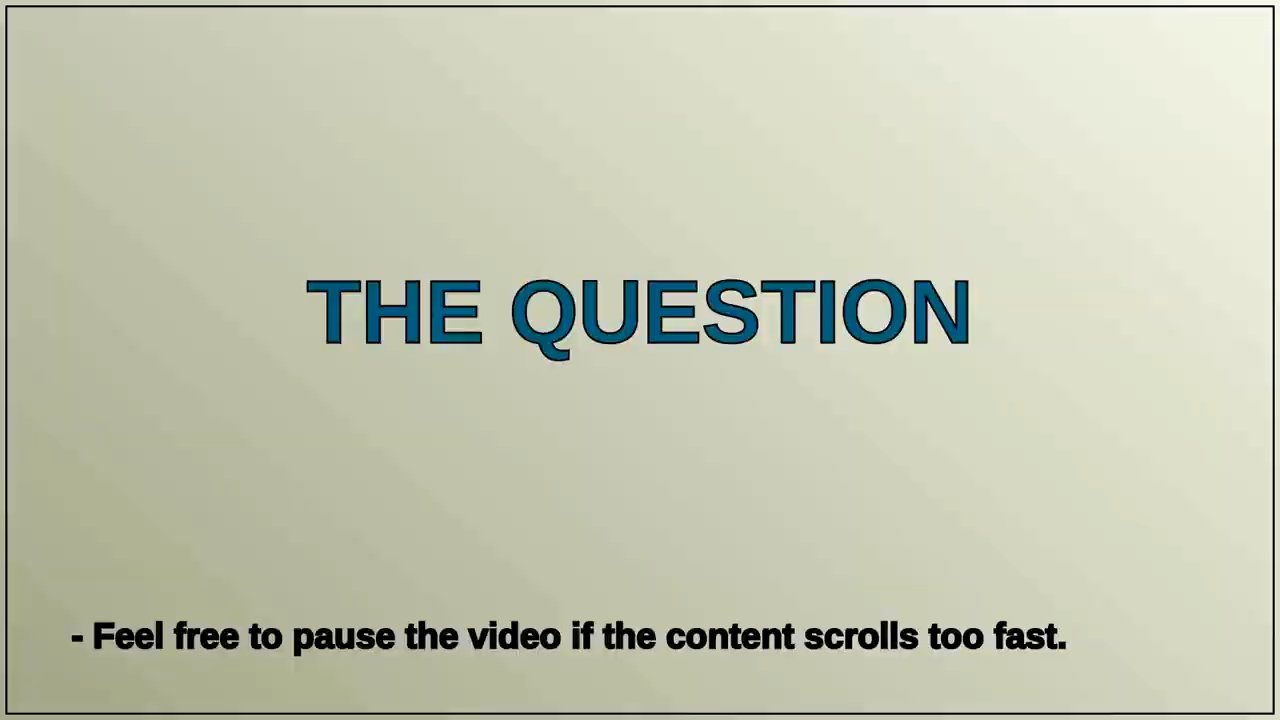 THE QUESTION
- Feel free to pause the video if the content scrolls too fast.